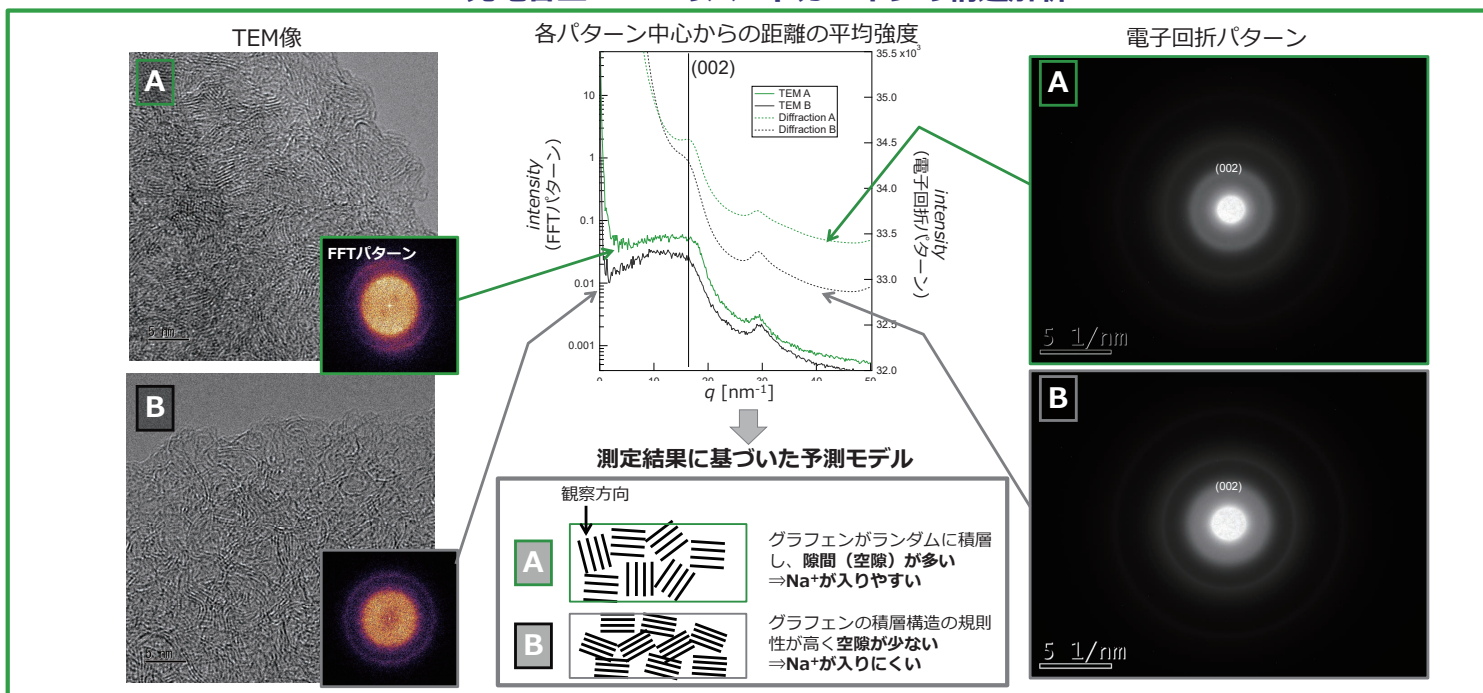 TEM像
A
FFTパターン
5 nm
B
5 nm
各パターン中心からの距離の平均強度
(002)
TEM A
TEM B
Diffraction A
Diffraction B
intensity
(FFTパターン)
10
1
0.1
0.01
0.001
35.5 x10³
35.0
34.5
34.0
33.5
33.0
32.5
32.0
intensity
(電子回折パターン)
0
10
20
30
40
50
q [nm⁻¹]
測定結果に基づいた予測モデル
観察方向
A
グラフェンがランダムに積層
し、隙間（空隙）が多い
⇒Na⁺が入りやすい
B
グラフェンの積層構造の規則
性が高く空隙が少ない
⇒Na⁺が入りにくい
電子回折パターン
A
(002)
5 1/nm
B
(002)
5 1/nm